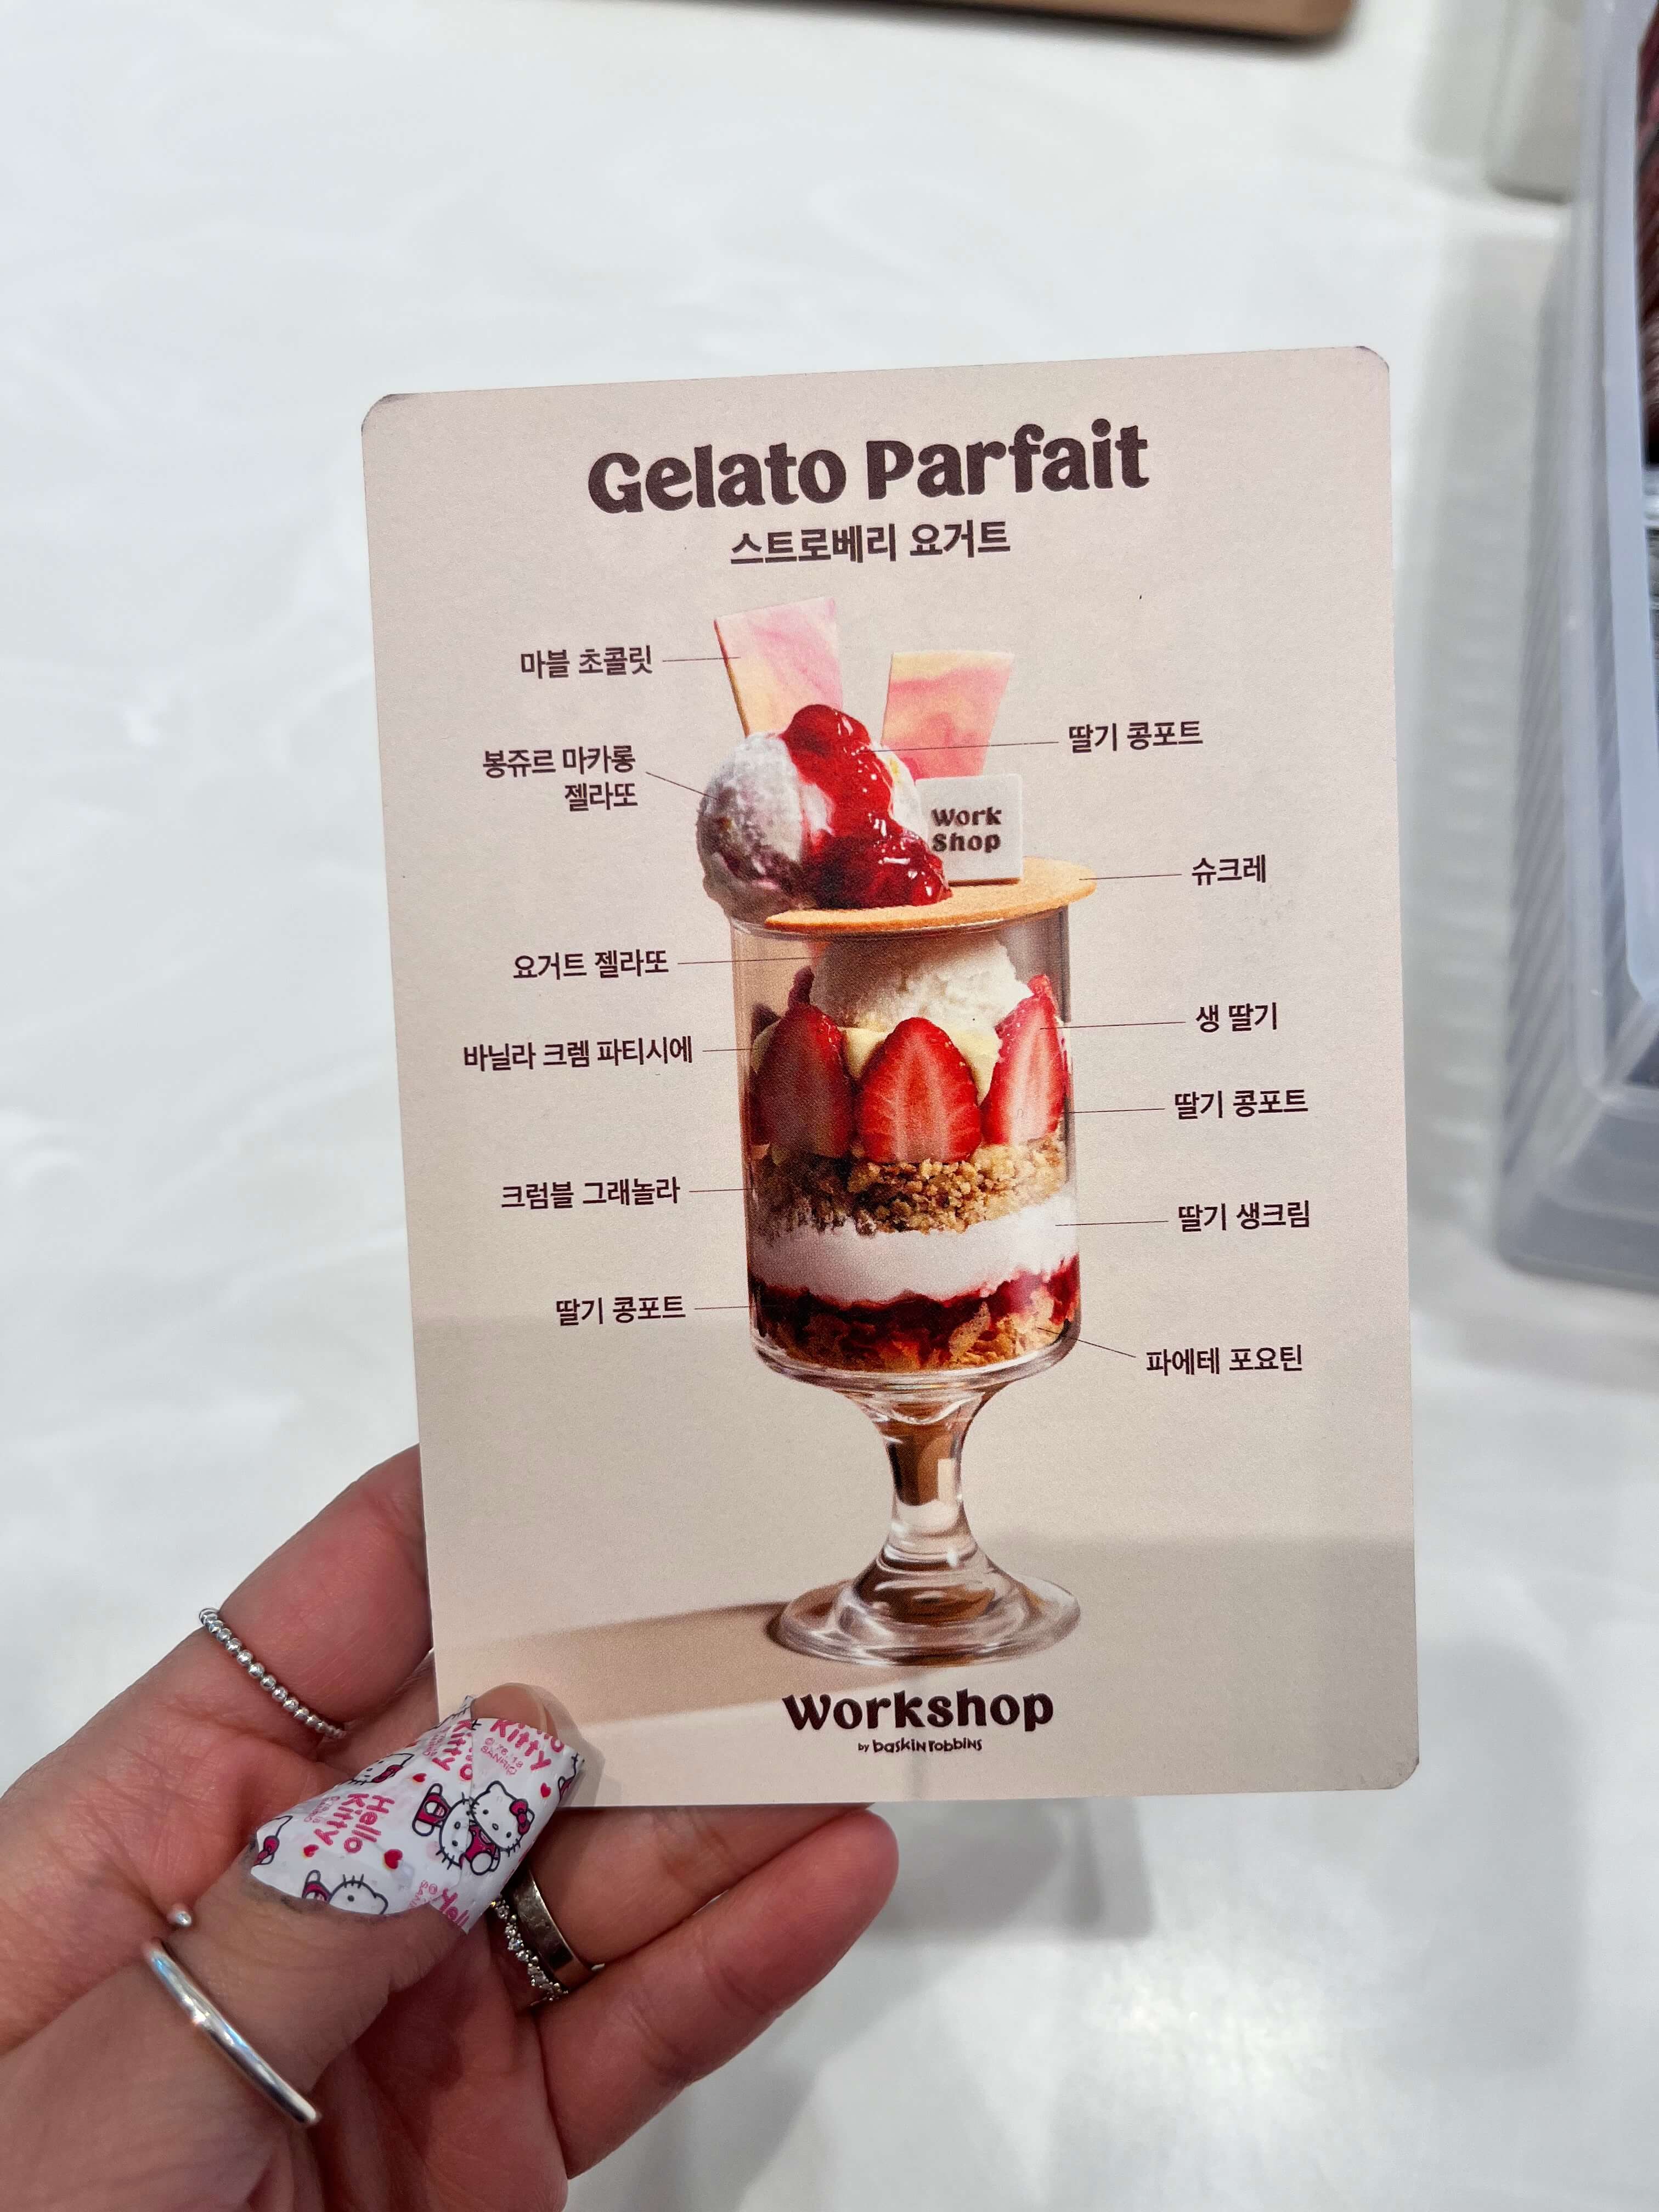 Gelato Parfait
스트로베리 요거트
마블 초콜릿
딸기 콩포트
봉쥬르 마카롱
젤라또
Work
Shop
슈크레
요거트 젤라또
생 딸기
바닐라 크렘 파티시에
딸기 콩포트
크럼블 그래놀라
딸기 생크림
딸기 콩포트
파에테 포요틴
Workshop
by baskin robbins
Kitty
Hello
Kitty